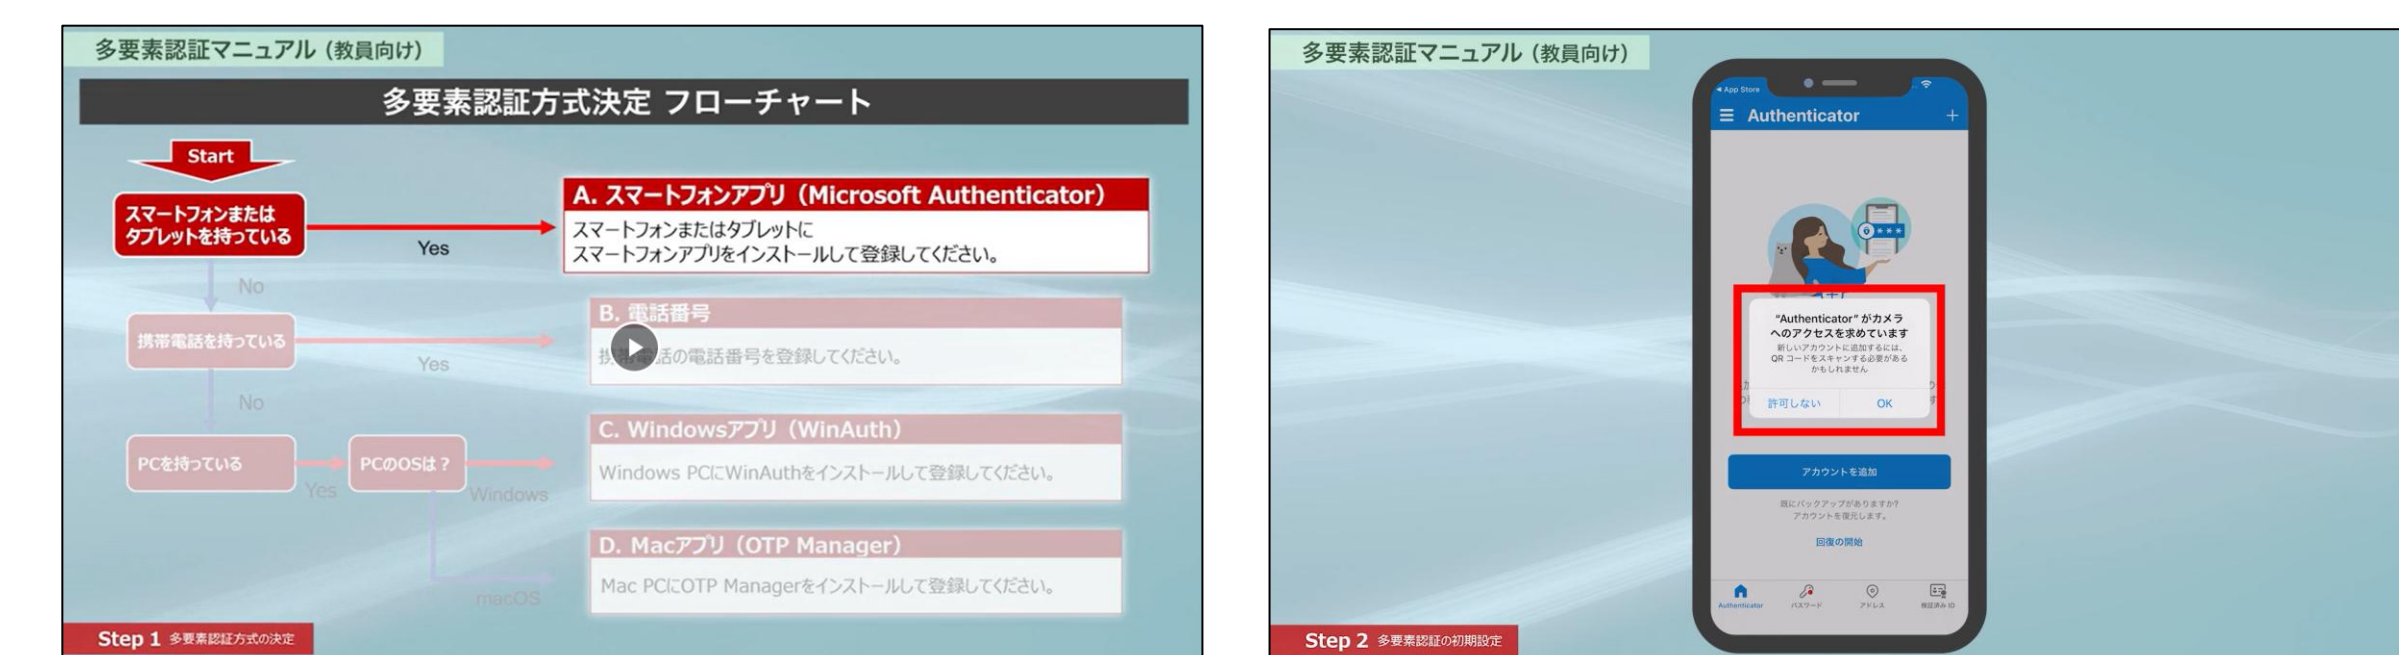 多要素認証マニュアル（教員向け）
多要素認証方式決定 フローチャート
Start
スマートフォンまたは
タブレットを持っている
Yes
A. スマートフォンアプリ（Microsoft Authenticator）
スマートフォンまたはタブレットに
スマートフォンアプリをインストールして登録してください。
No
携帯電話を持っている
Yes
B. 電話番号
携帯電話の電話番号を登録してください。
No
PCを持っている
Yes
PCのOSは？
Windows
C. Windowsアプリ（WinAuth）
Windows PCにWinAuthをインストールして登録してください。
macOS
D. Macアプリ（OTP Manager）
Mac PCにOTP Managerをインストールして登録してください。
Step 1 多要素認証方式の決定
多要素認証マニュアル（教員向け）
App Store
Authenticator
"Authenticator" がカメラ
へのアクセスを求めています
新しいアカウントに追加するには、
QR コードをスキャンする必要がある
かもしれません
許可しない
OK
アカウントを追加
既にバックアップがありますか?
アカウントを復元します。
回復の開始
Authenticator
パスワード
アドレス
検証済み ID
Step 2 多要素認証の初期設定